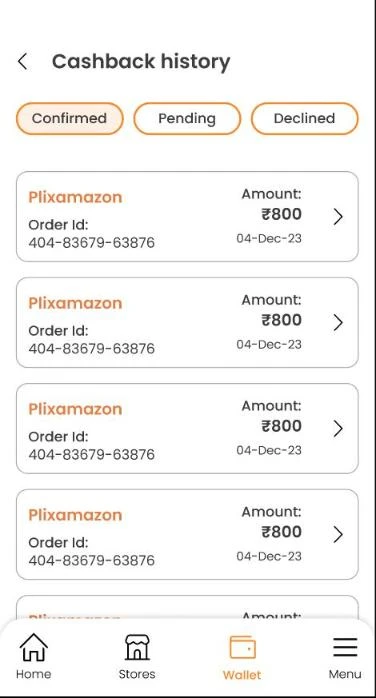 Cashback history
Confirmed Pending Declined
Plixamazon
Amount:
₹800
Order Id:
404-83679-63876
04-Dec-23
Plixamazon
Amount:
₹800
Order Id:
404-83679-63876
04-Dec-23
Plixamazon
Amount:
₹800
Order Id:
404-83679-63876
04-Dec-23
Plixamazon
Amount:
₹800
Order Id:
404-83679-63876
04-Dec-23
Plixamazon
Amount:
Home Stores Wallet Menu